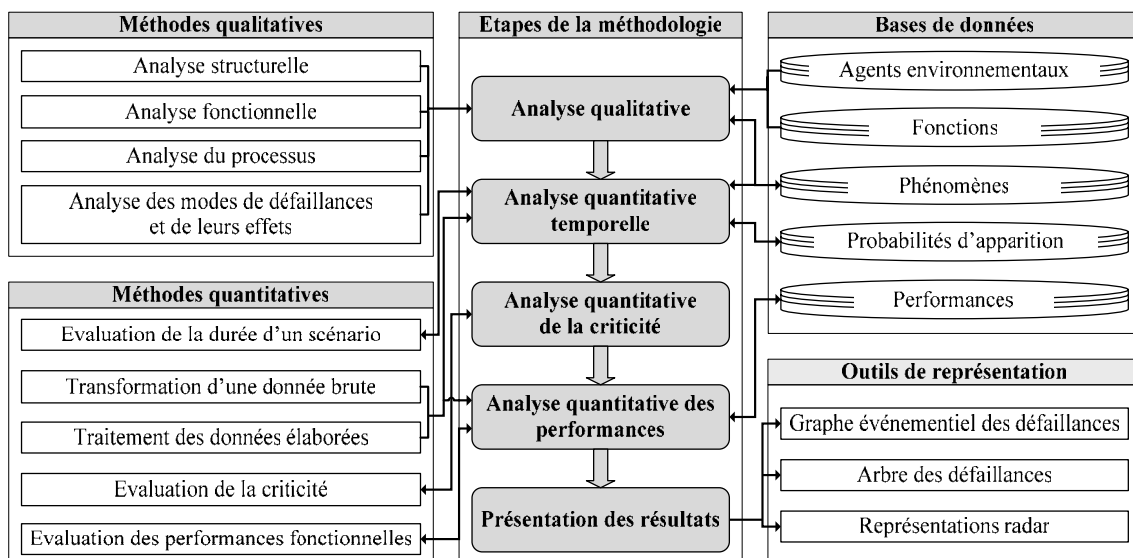 Méthodes qualitatives
Analyse structurelle
Analyse fonctionnelle
Analyse du processus
Analyse des modes de défaillances
et de leurs effets
Méthodes quantitatives
Evaluation de la durée d’un scénario
Transformation d’une donnée brute
Traitement des données élaborées
Evaluation de la criticité
Evaluation des performances fonctionnelles
Etapes de la méthodologie
Analyse qualitative
Analyse quantitative
temporelle
Analyse quantitative
de la criticité
Analyse quantitative des
performances
Présentation des résultats
Bases de données
Agents environnementaux
Fonctions
Phénomènes
Probabilités d’apparition
Performances
Outils de représentation
Graphe événementiel des défaillances
Arbre des défaillances
Représentations radar